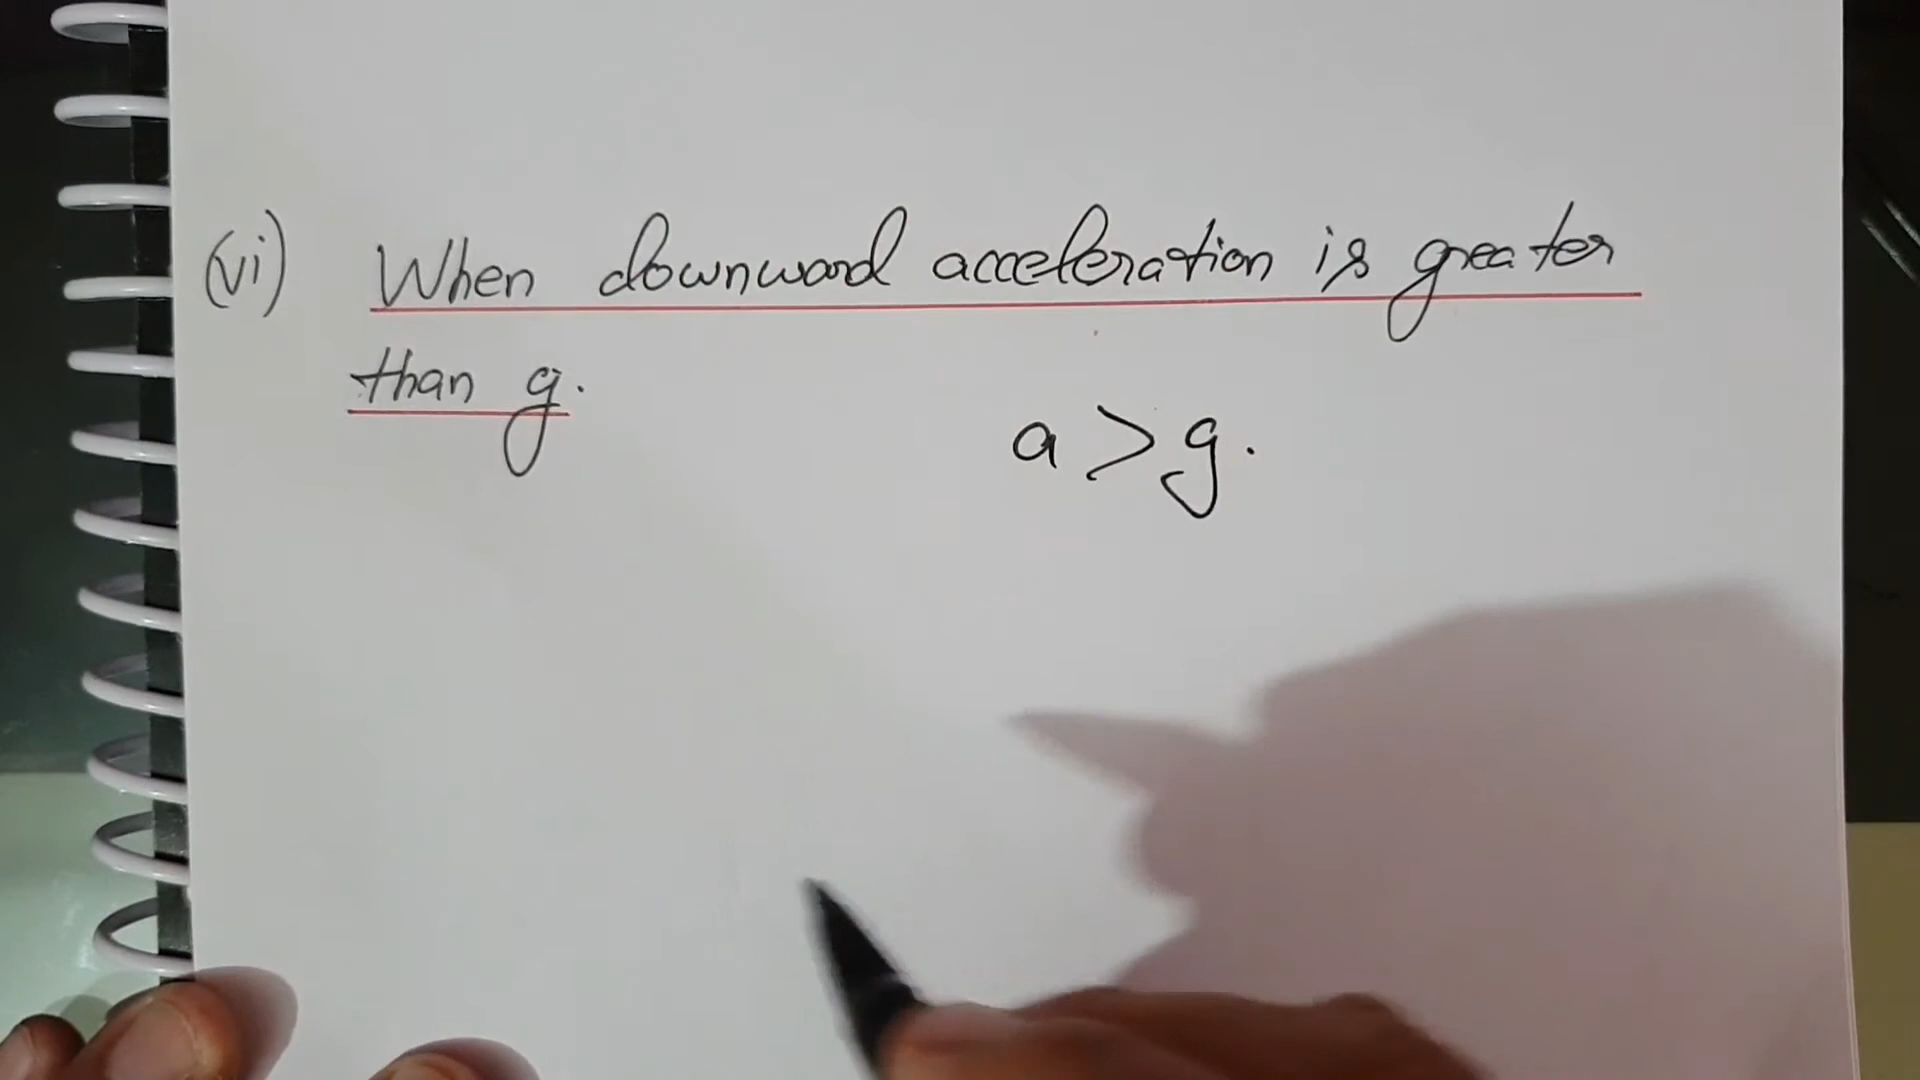 (vi) When downward acceleration is greater
than g.
a > g.